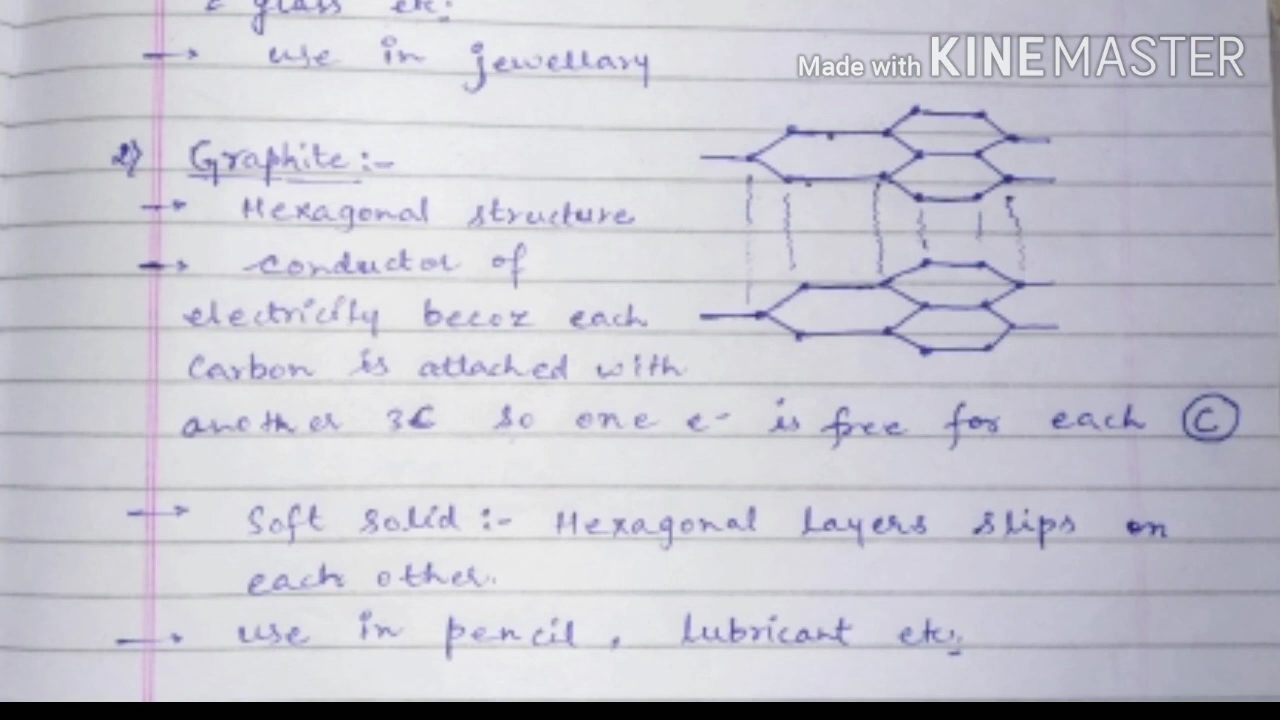 & glass etc:
→ use in jewellary
Made with KINEMASTER
2) Graphite :-
→ Hexagonal structure
→ conductor of
electricity becoz each
Carbon is attached with
another 3C so one e- is free for each C
→ Soft solid :- Hexagonal Layers slips on
each other.
→ use in pencil, lubricant etc: